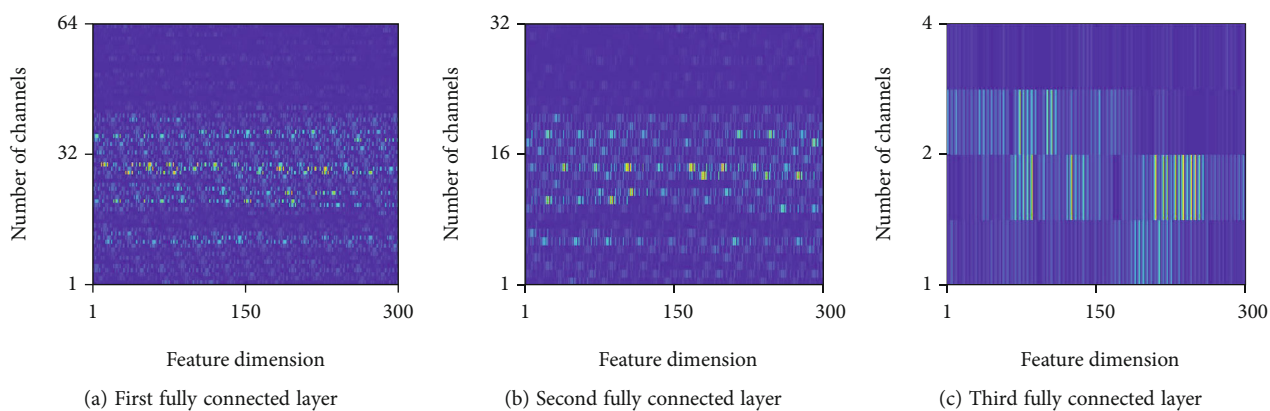 Number of channels
64
32
1
1
150
300
Feature dimension
(a) First fully connected layer
Number of channels
32
16
1
1
150
300
Feature dimension
(b) Second fully connected layer
Number of channels
4
2
1
1
150
300
Feature dimension
(c) Third fully connected layer